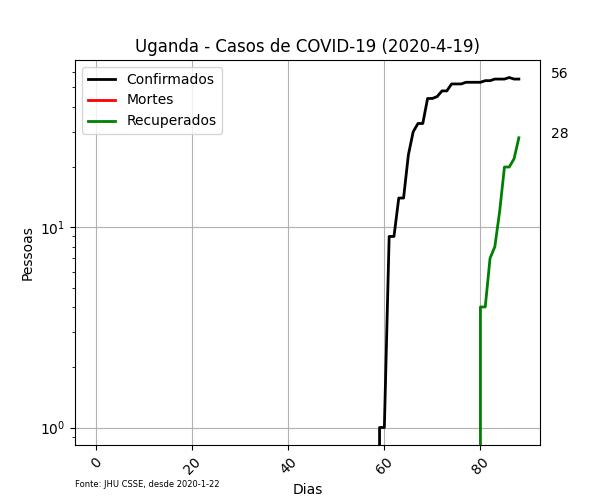 Uganda - Casos de COVID-19 (2020-4-19)
Confirmados
Mortes
Recuperados
56
28
10¹
10⁰
Pessoas
0 20 40 60 80
Dias
Fonte: JHU CSSE, desde 2020-1-22